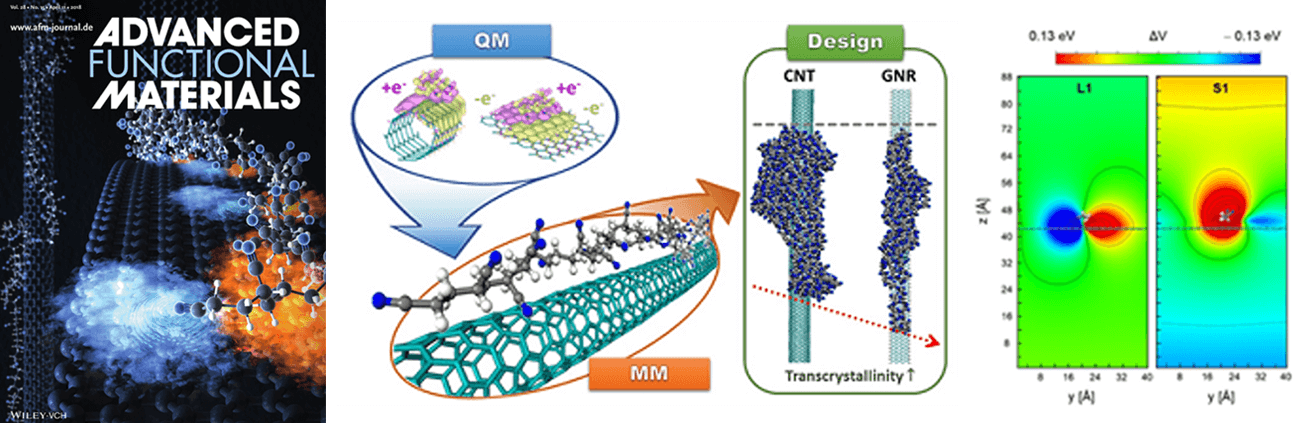 Vol. 28 • No. 15 • April 11 • 2018
www.afm-journal.de
ADVANCED
FUNCTIONAL
MATERIALS
WILEY-VCH
QM
+e-
-e-
+e-
-e-
MM
Design
CNT
GNR
Transcrystallinity ↑
0.13 eV
ΔV
− 0.13 eV
L1
S1
88
80
72
64
56
48
40
32
24
16
8
z [Å]
8
16
24
32
40
8
16
24
32
40
y [Å]
y [Å]